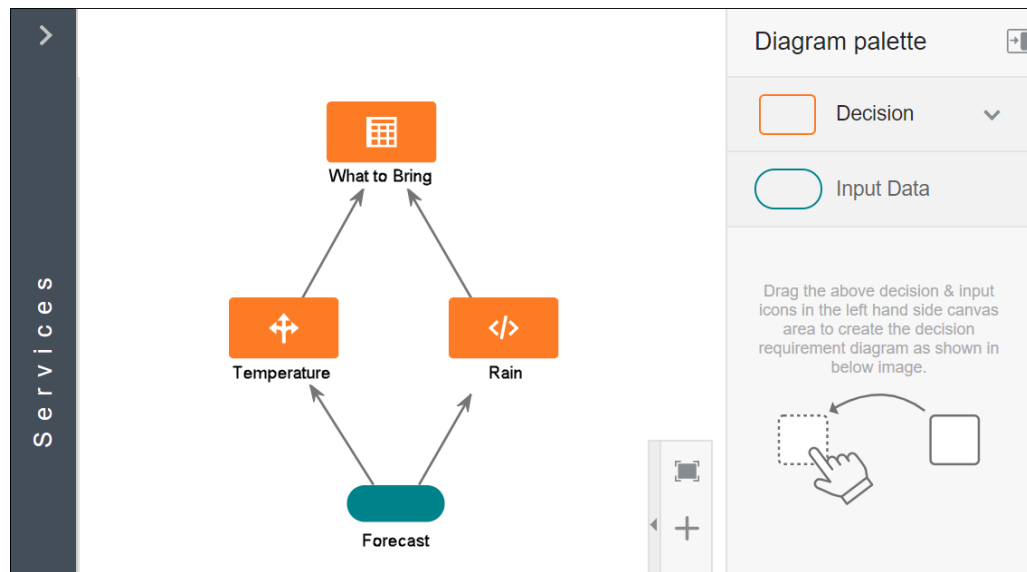 Services
What to Bring
Temperature
Rain
Forecast
Diagram palette
Decision
Input Data
Drag the above decision & input
icons in the left hand side canvas
area to create the decision
requirement diagram as shown in
below image.